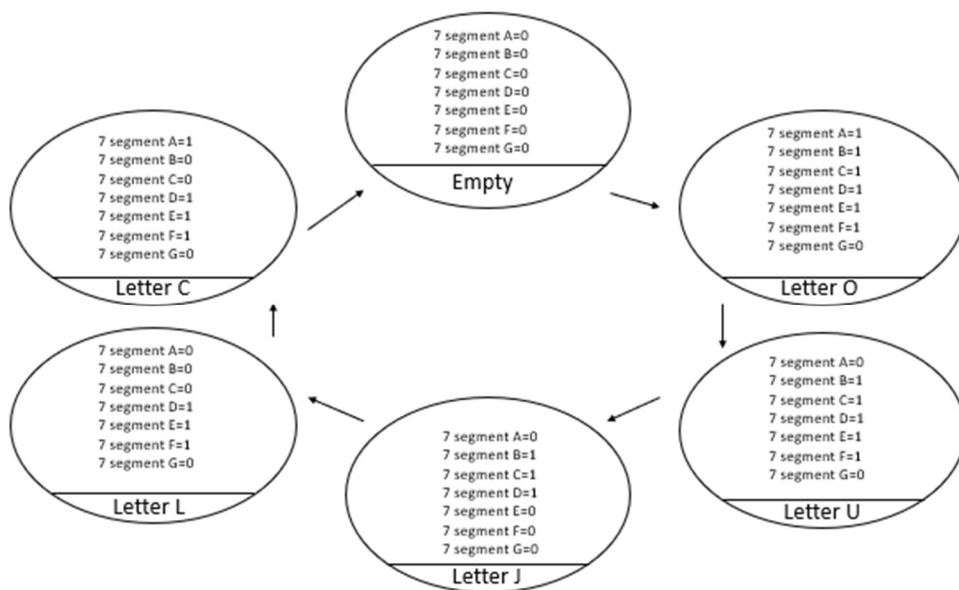 7 segment A=0
7 segment B=0
7 segment C=0
7 segment D=0
7 segment E=0
7 segment F=0
7 segment G=0
Empty
7 segment A=1
7 segment B=1
7 segment C=1
7 segment D=1
7 segment E=1
7 segment F=1
7 segment G=0
Letter O
7 segment A=0
7 segment B=1
7 segment C=1
7 segment D=1
7 segment E=1
7 segment F=1
7 segment G=0
Letter U
7 segment A=0
7 segment B=1
7 segment C=1
7 segment D=1
7 segment E=0
7 segment F=0
7 segment G=0
Letter J
7 segment A=0
7 segment B=0
7 segment C=0
7 segment D=1
7 segment E=1
7 segment F=1
7 segment G=0
Letter L
7 segment A=1
7 segment B=0
7 segment C=0
7 segment D=1
7 segment E=1
7 segment F=1
7 segment G=0
Letter C